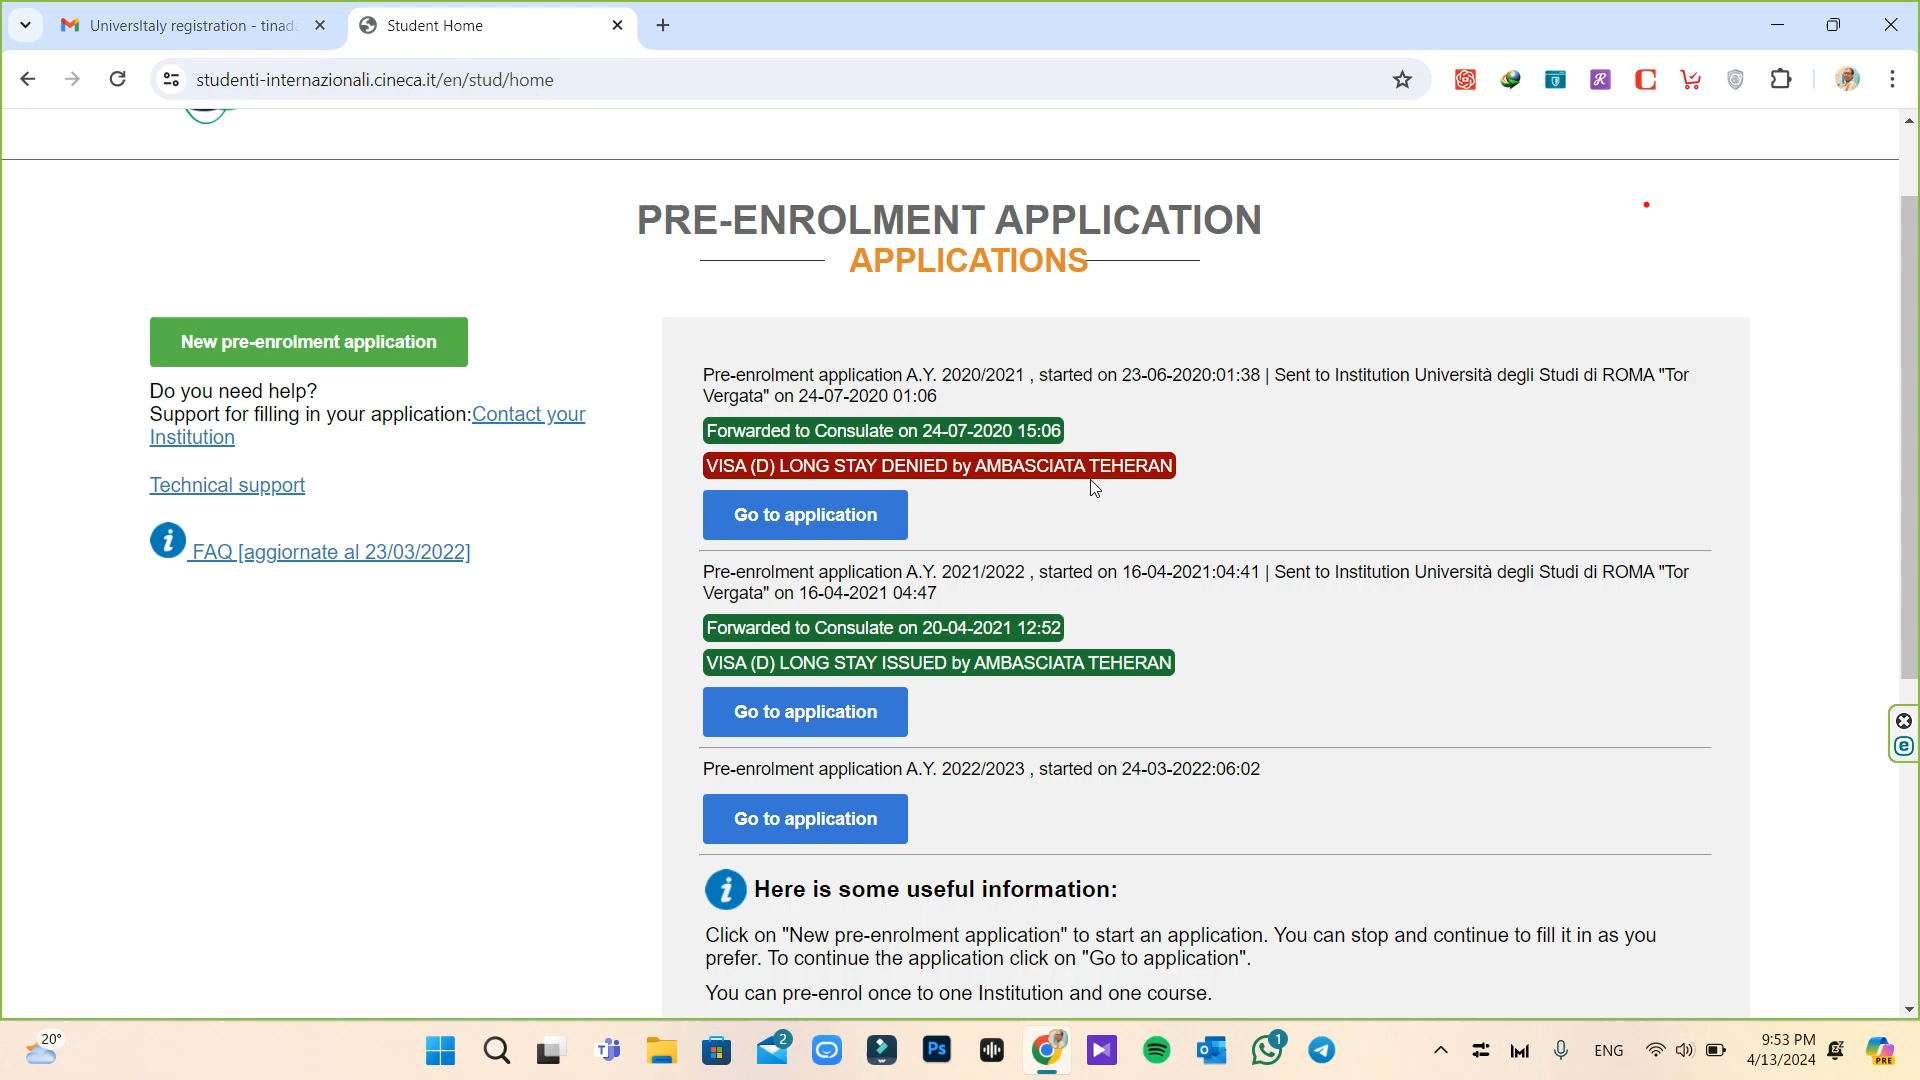 Universltaly registration - tinada
Student Home
studenti-internazionali.cineca.it/en/stud/home
PRE-ENROLMENT APPLICATION
APPLICATIONS
New pre-enrolment application
Do you need help?
Support for filling in your application:Contact your
Institution
Technical support
FAQ [aggiornate al 23/03/2022]
Pre-enrolment application A.Y. 2020/2021 , started on 23-06-2020:01:38 | Sent to Institution Università degli Studi di ROMA "Tor
Vergata" on 24-07-2020 01:06
Forwarded to Consulate on 24-07-2020 15:06
VISA (D) LONG STAY DENIED by AMBASCIATA TEHERAN
Go to application
Pre-enrolment application A.Y. 2021/2022 , started on 16-04-2021:04:41 | Sent to Institution Università degli Studi di ROMA "Tor
Vergata" on 16-04-2021 04:47
Forwarded to Consulate on 20-04-2021 12:52
VISA (D) LONG STAY ISSUED by AMBASCIATA TEHERAN
Go to application
Pre-enrolment application A.Y. 2022/2023 , started on 24-03-2022:06:02
Go to application
Here is some useful information:
Click on "New pre-enrolment application" to start an application. You can stop and continue to fill it in as you
prefer. To continue the application click on "Go to application".
You can pre-enrol once to one Institution and one course.
20°
2
Ps
1
ENG
9:53 PM
4/13/2024
PRE